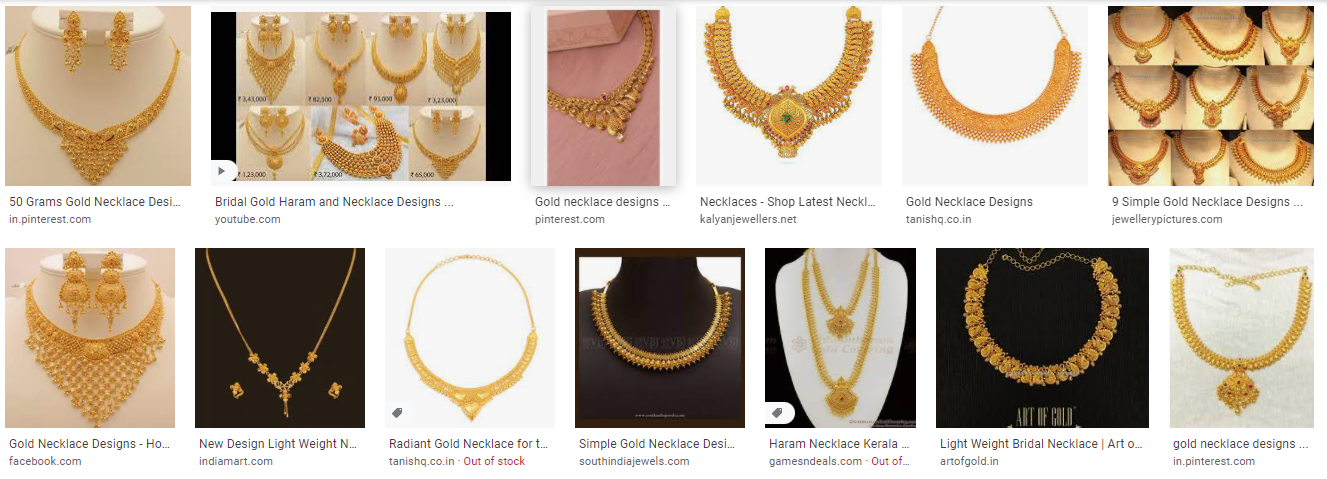 ₹ 3,43,000
₹ 82,500
₹ 93,000
₹ 3,23,000
₹ 1,23,000
₹ 3,72,000
₹ 65,000
50 Grams Gold Necklace Desi...
Bridal Gold Haram and Necklace Designs ...
Gold necklace designs ...
Necklaces - Shop Latest Neckl...
Gold Necklace Designs
9 Simple Gold Necklace Designs ...
in.pinterest.com
youtube.com
pinterest.com
kalyanjewellers.net
tanishq.co.in
jewellerypictures.com
ART OF GOLD
Gold Necklace Designs - Ho...
New Design Light Weight N...
Radiant Gold Necklace for t...
Simple Gold Necklace Desi...
Haram Necklace Kerala ...
Light Weight Bridal Necklace | Art o...
gold necklace designs ...
facebook.com
indiamart.com
tanishq.co.in · Out of stock
southindiajewels.com
gamesndeals.com · Out of...
artofgold.in
in.pinterest.com